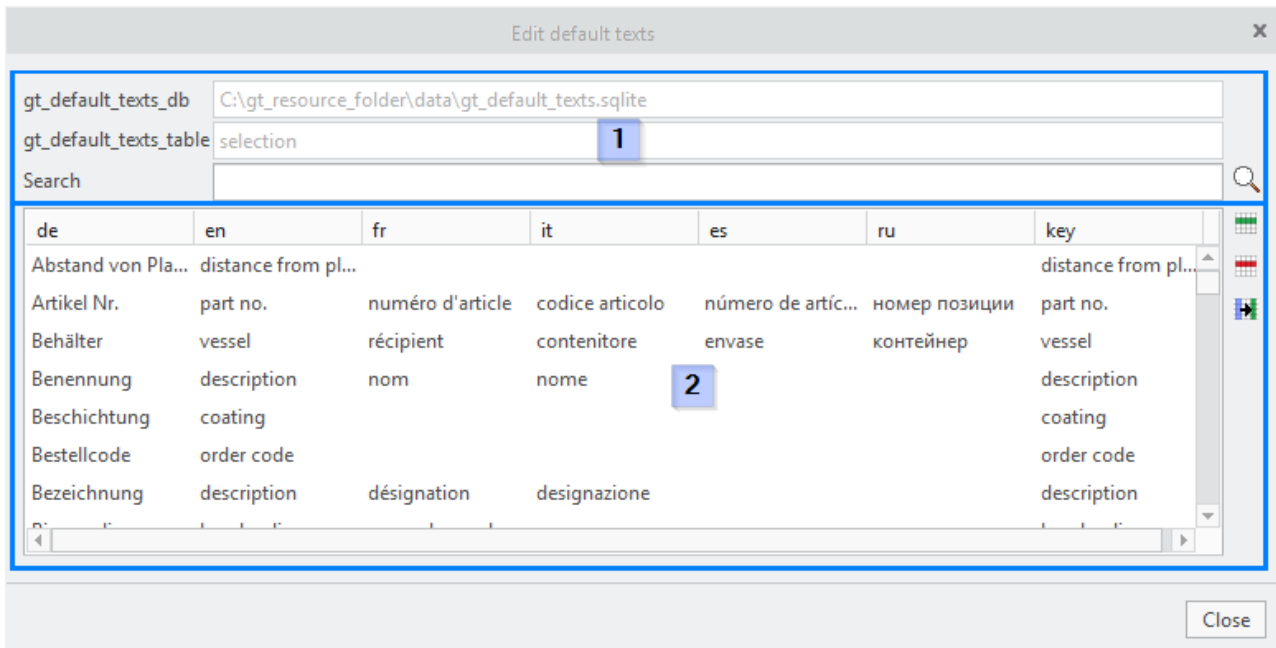 Edit default texts
gt_default_texts_db C:\gt_resource_folder\data\gt_default_texts.sqlite
gt_default_texts_table selection
1
Search
de en fr it es ru key
Abstand von Pla... distance from pl... distance from pl...
Artikel Nr. part no. numéro d'article codice articolo número de artíc... номер позиции part no.
Behälter vessel récipient contenitore envase контейнер vessel
Benennung description nom nome description
2
Beschichtung coating coating
Bestellcode order code order code
Bezeichnung description désignation designazione description
Close